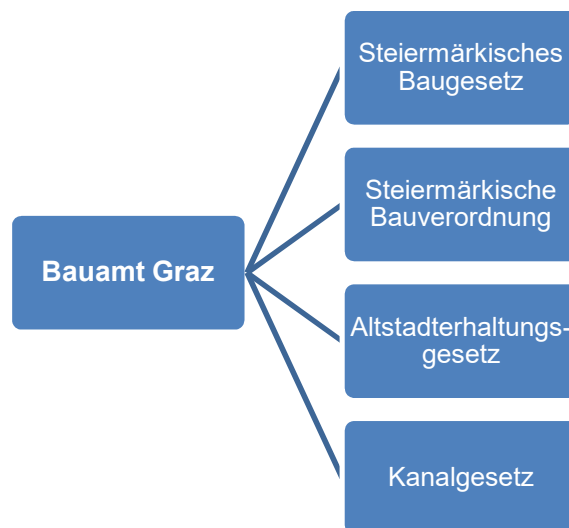 Steiermärkisches
Baugesetz
Steiermärkische
Bauverordnung
Bauamt Graz
Altstadterhaltungs-
gesetz
Kanalgesetz